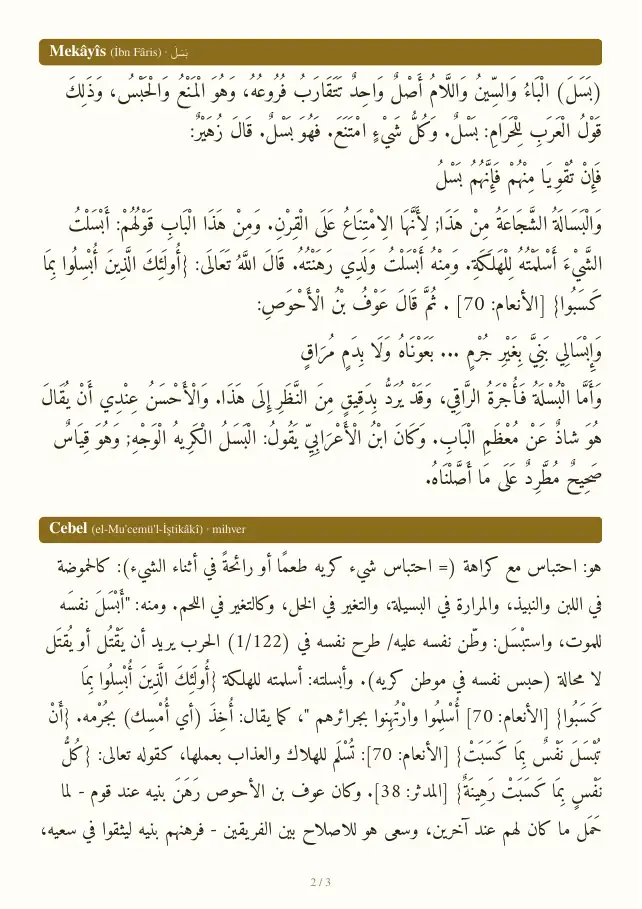 Mekâyîs (İbn Fâris) · بَسَلَ
(بَسَلَ) الْبَاءُ وَالسِّينُ وَاللَّامُ أَصْلٌ وَاحِدٌ تَتَقَارَبُ فُرُوعُهُ، وَهُوَ الْمَنْعُ وَالْحَبْسُ، وَذَلِكَ
قَوْلُ الْعَرَبِ لِلْحَرَامِ: بَسْلٌ. وَكُلُّ شَيْءٍ امْتَنَعَ. فَهُوَ بَسْلٌ. قَالَ زُهَيْرٌ:
فَإِنْ تُقْوِيَا مِنْهُمْ فَإِنَّهُمُ بَسْلُ
وَالْبَسَالَةُ الشَّجَاعَةُ مِنْ هَذَا; لِأَنَّهَا الِامْتِنَاعُ عَلَى الْقِرْنِ. وَمِنْ هَذَا الْبَابِ قَوْلُهُمْ: أَبْسَلْتُ
الشَّيْءَ أَسْلَمْتُهُ لِلْهَلَكَةِ. وَمِنْهُ أَبْسَلْتُ وَلَدِي رَهَنْتُهُ. قَالَ اللَّهُ تَعَالَى: {أُولَئِكَ الَّذِينَ أُبْسِلُوا بِمَا
كَسَبُوا} [الأنعام: 70] . ثُمَّ قَالَ عَوْفُ بْنُ الْأَحْوَصِ:
وَإِبْسَالِي بَنِيَّ بِغَيْرِ جُرْمٍ ... بَعَوْنَاهُ وَلَا بِدَمٍ مُرَاقٍ
وَأَمَّا الْبُسْلَةُ فَأُجْرَةُ الرَّاقِي، وَقَدْ يُرَدُّ بِدَقِيقٍ مِنَ النَّظَرِ إِلَى هَذَا. وَالْأَحْسَنُ عِنْدِي أَنْ يُقَالَ
هُوَ شاذٌ عَنْ مُعْظَمِ الْبَابِ. وَكَانَ ابْنُ الْأَعْرَابِيِّ يَقُولُ: الْبَسَلُ الْكَرِيهُ الْوَجْهِ; وَهُوَ قِيَاسٌ
صَحِيحٌ مُطَّرِدٌ عَلَى مَا أَصَّلْنَاهُ.
Cebel (el-Mu'cemü'l-İştikâkî) · mihver
هو: احتباس مع كراهة (= احتباس شيء كريه طعمًا أو رائحةً في أثناء الشيء): كالحموضة
في اللبن والنبيذ، والمرارة في البسيلة، والتغير في الخل، وكالتغير في اللحم. ومنه: "أَبْسَلَ نفسَه
للموت، واستبْسَل: وطّن نفسه عليه/ طرح نفسه في (1/122) الحرب يريد أن يَقْتُل أو يُقتَل
لا محالة (حبس نفسه في موطن كريه). وأبسلته: أسلمته للهلكة {أُولَئِكَ الَّذِينَ أُبْسِلُوا بِمَا
كَسَبُوا} [الأنعام: 70] أُسْلِمُوا وارْتُهِنوا بجرائرهم "، كما يقال: أُخِذَ (أي أُمْسِك) بجُرْمه. {أَنْ
تُبْسَلَ نَفْسٌ بِمَا كَسَبَتْ} [الأنعام: 70]: تُسْلَم للهلاك والعذاب بعملها، كقوله تعالى: {كُلُّ
نَفْسٍ بِمَا كَسَبَتْ رَهِينَةٌ} [المدثر: 38]. وكان عوف بن الأحوص رَهَنَ بنيه عند قوم - لما
حَمَل ما كان لهم عند آخرين، وسعى هو للاصلاح بين الفريقين - فرهنهم بنيه ليثقوا في سعيه،
2 / 3